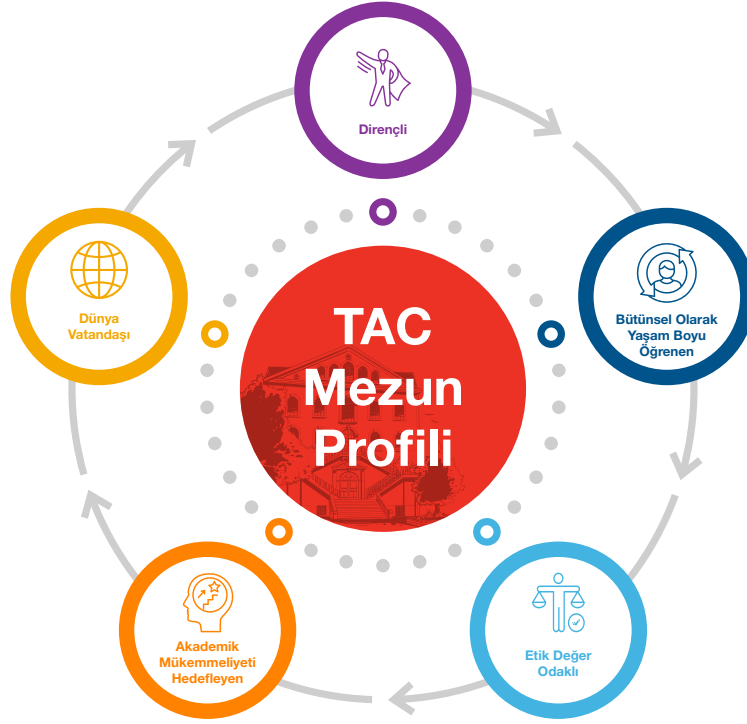 Dirençli
Dünya
Vatandaşı
Bütünsel Olarak
Yaşam Boyu
Öğrenen
TAC
Mezun
Profili
Akademik
Mükemmeliyeti
Hedefleyen
Etik Değer
Odaklı